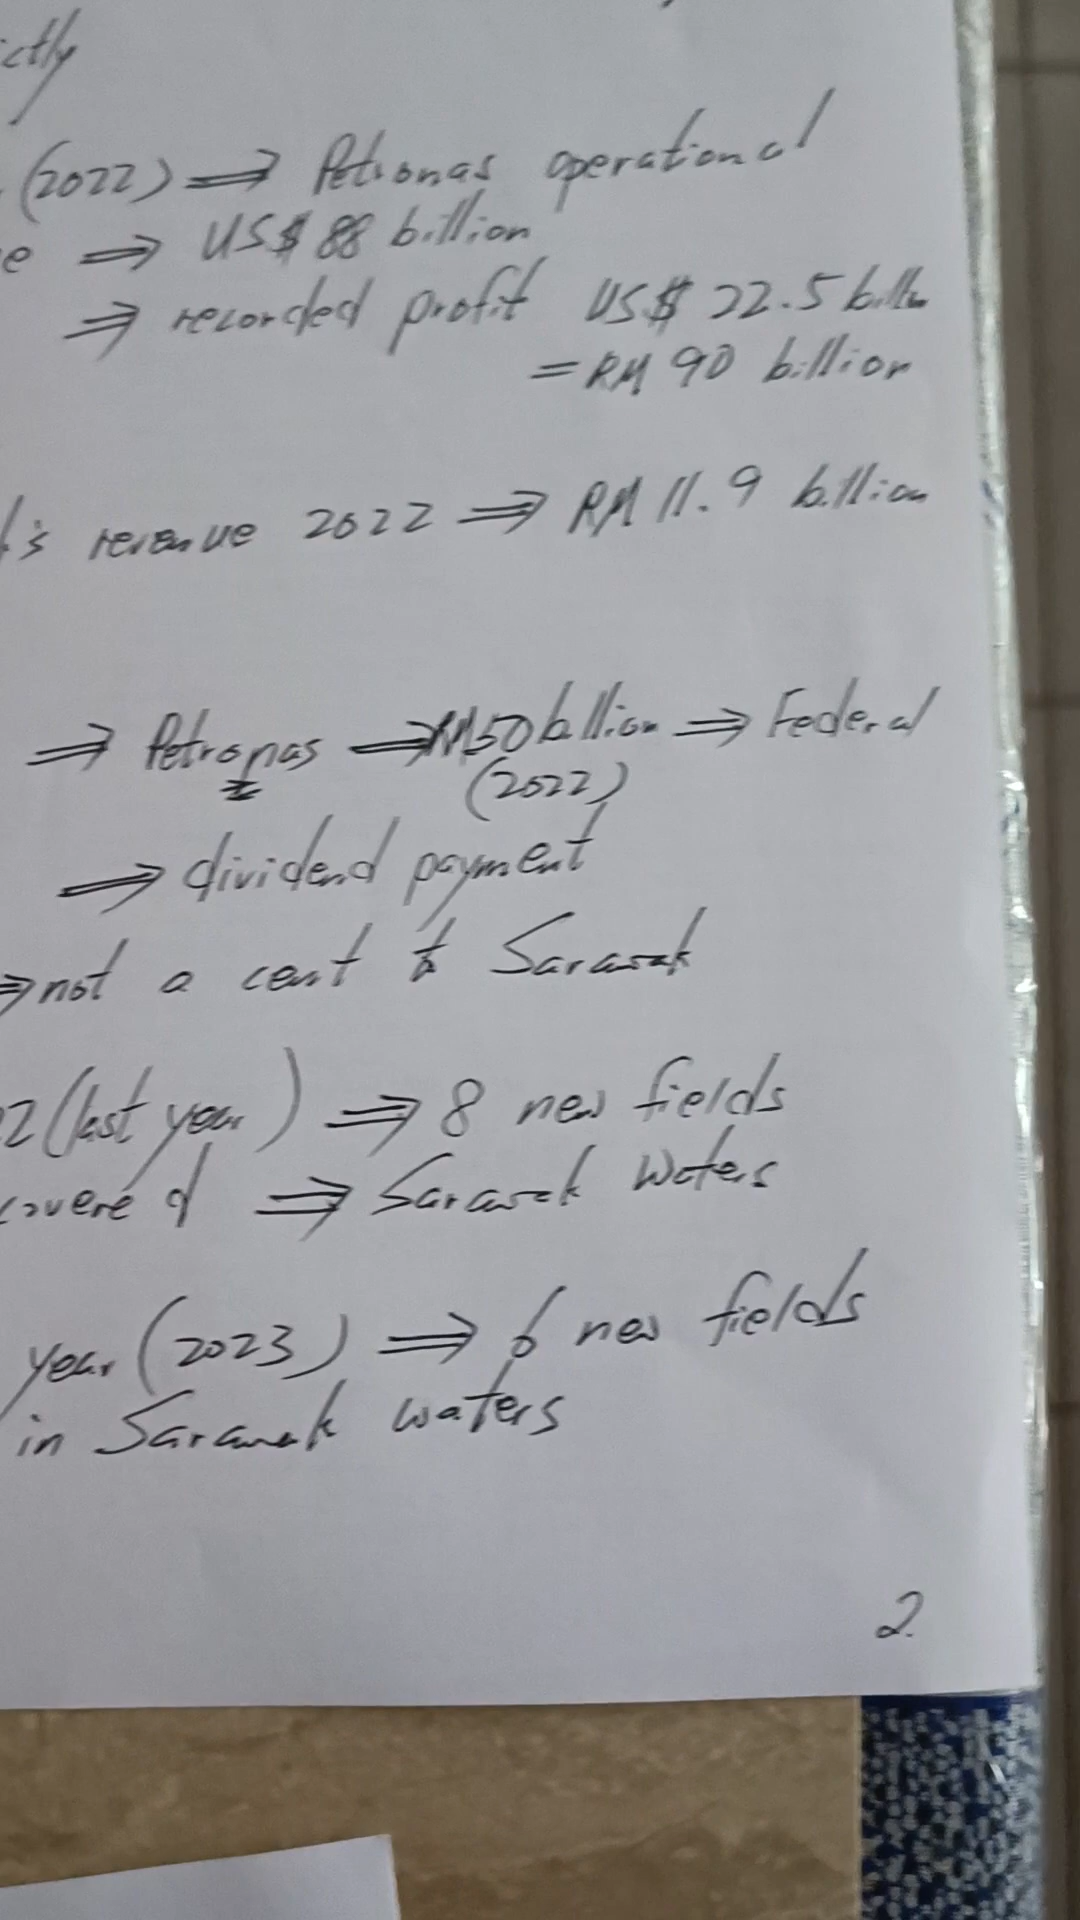 ctly
(2022) ⇒ Petronas operational
e ⇒ US$ 88 billion
⇒ recorded profit US$ 22.5 billn
= RM 90 billion
's revenue 2022 ⇒ RM 11.9 billion
⇒ Petronas ⇒ RM50 billion ⇒ Federal
(2022)
⇒ dividend payment
⇒ not a cent to Sarawak
2 (last year) ⇒ 8 new fields
covered ⇒ Sarawak Waters
year (2023) ⇒ 6 new fields
in Sarawak waters
2.